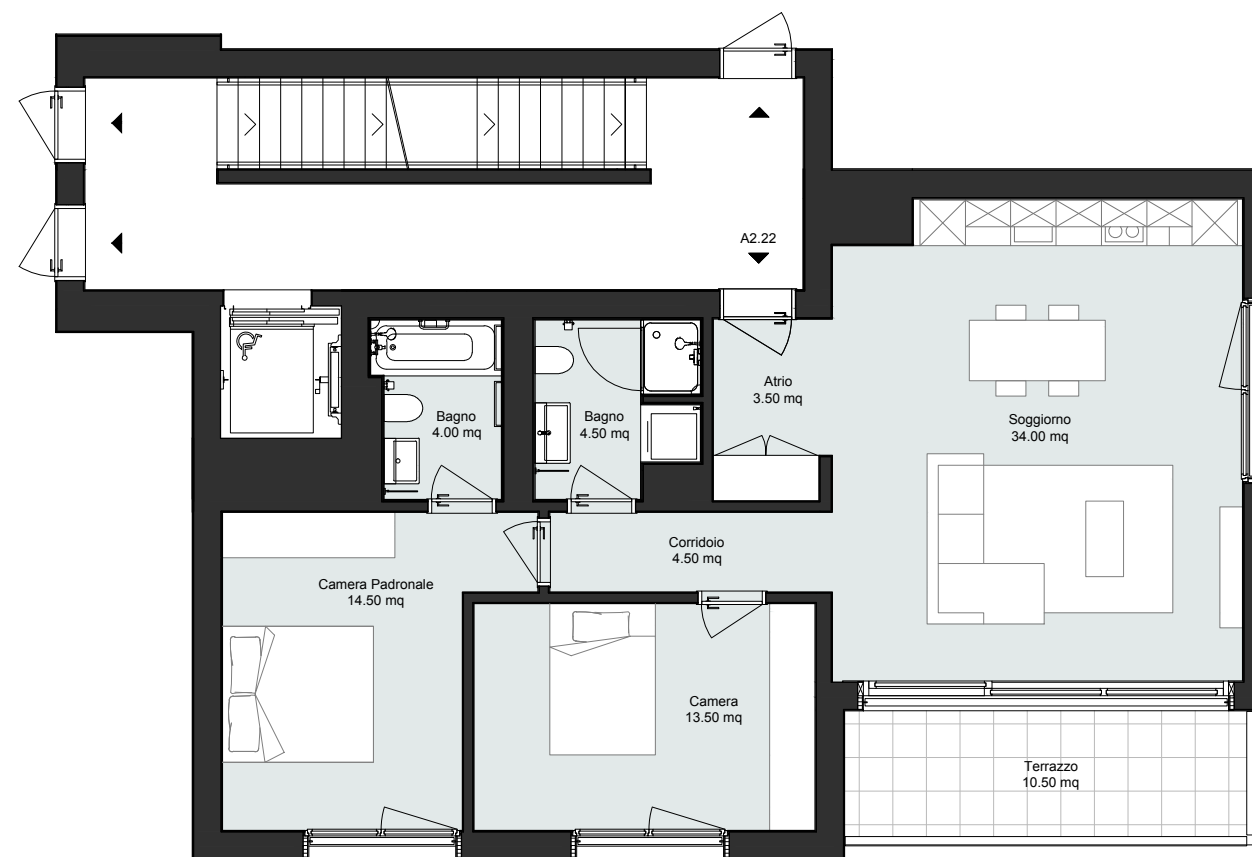 A2.22
Atrio
3.50 mq
Bagno
4.00 mq
Bagno
4.50 mq
Soggiorno
34.00 mq
Corridoio
4.50 mq
Camera Padronale
14.50 mq
Camera
13.50 mq
Terrazzo
10.50 mq